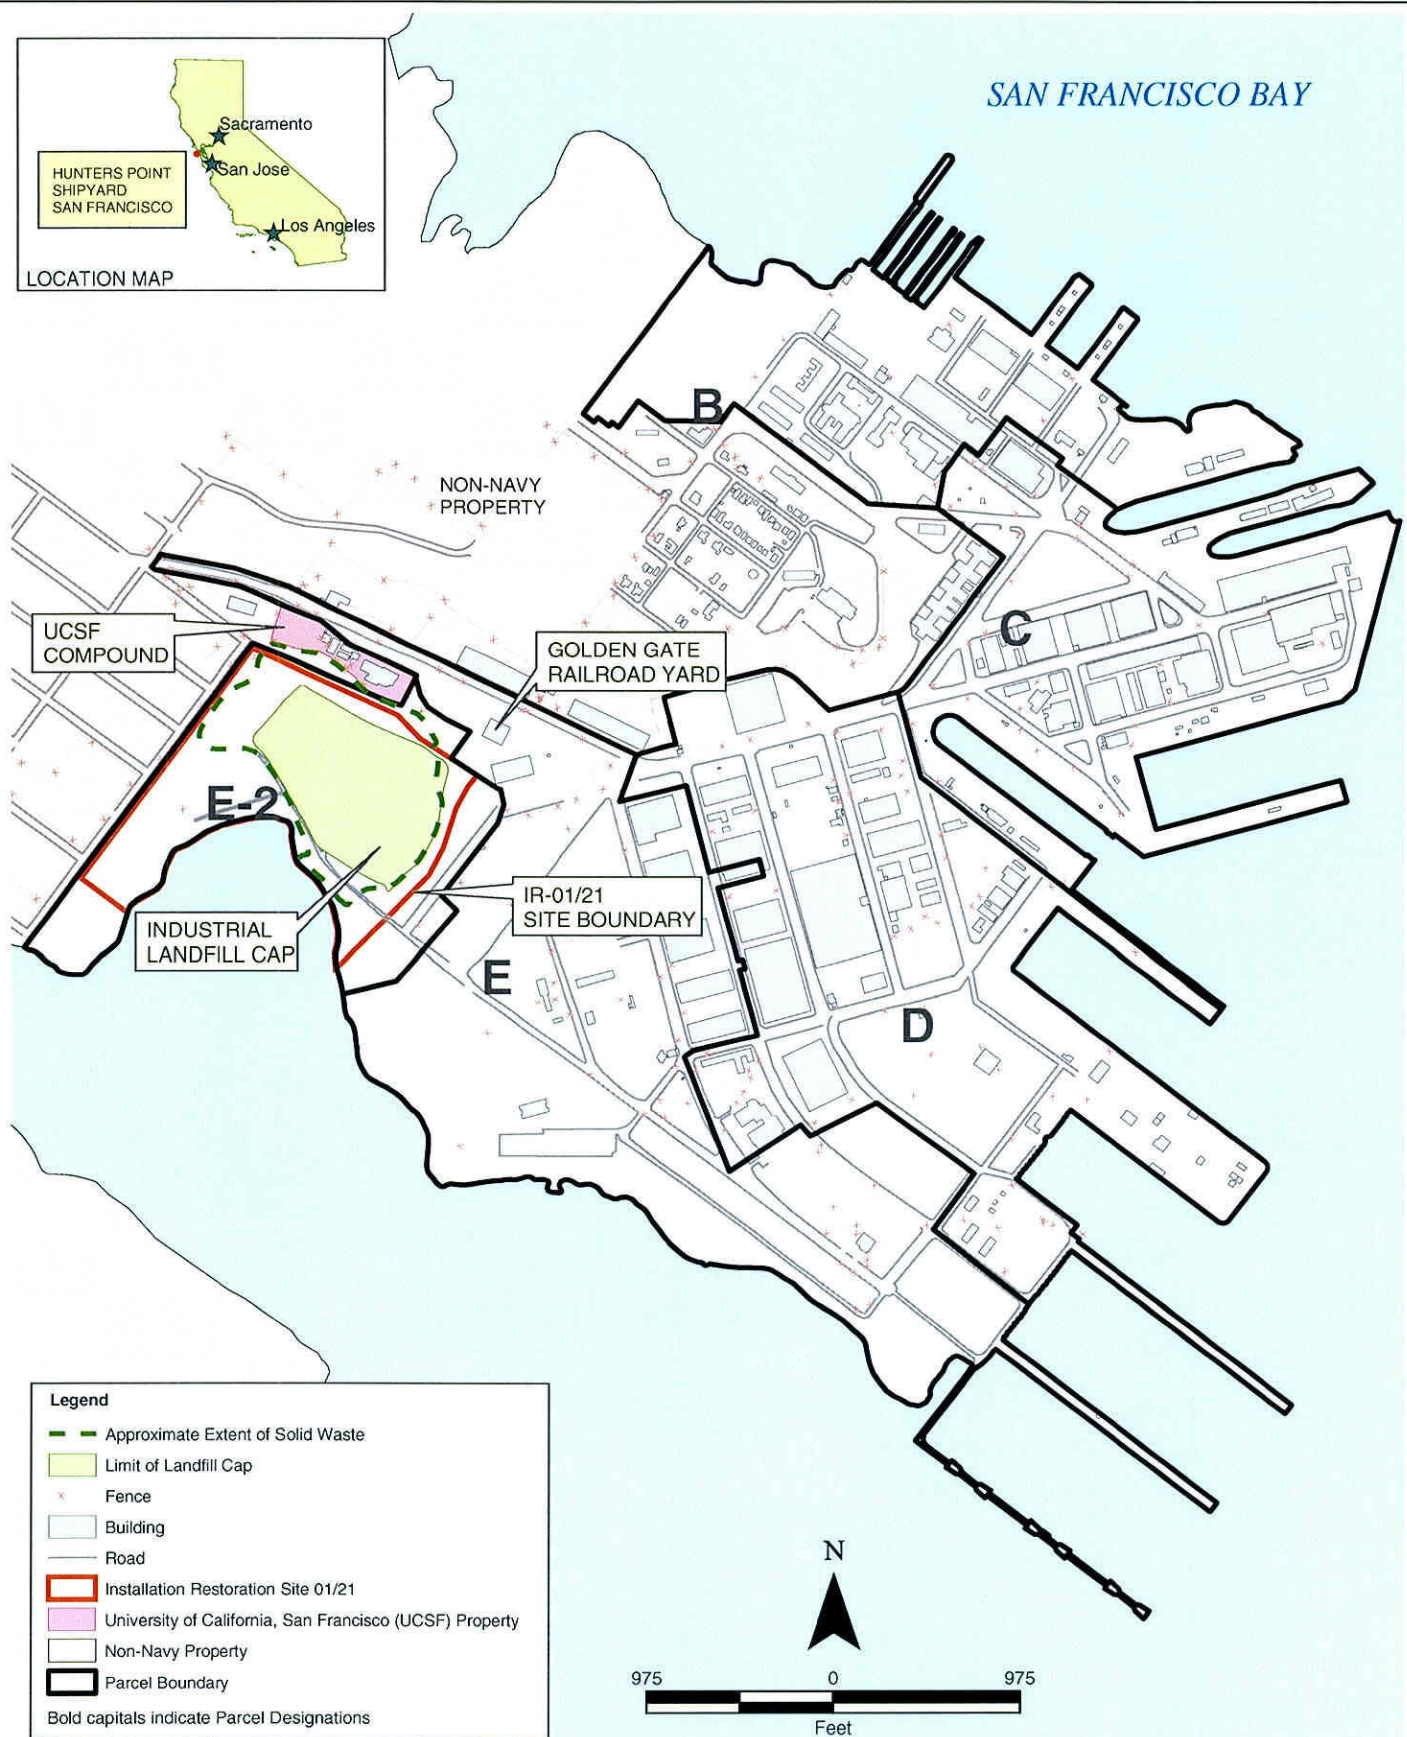 SAN FRANCISCO BAY
Sacramento
San Jose
HUNTERS POINT
SHIPYARD
SAN FRANCISCO
Los Angeles
LOCATION MAP
B
NON-NAVY
PROPERTY
UCSF
COMPOUND
GOLDEN GATE
RAILROAD YARD
C
E-2
IR-01/21
SITE BOUNDARY
INDUSTRIAL
LANDFILL CAP
E
D
Legend
Approximate Extent of Solid Waste
Limit of Landfill Cap
Fence
Building
Road
Installation Restoration Site 01/21
University of California, San Francisco (UCSF) Property
Non-Navy Property
Parcel Boundary
Bold capitals indicate Parcel Designations
N
975 0 975
Feet